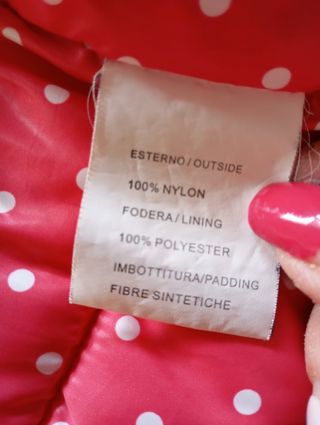 ESTERNO/OUTSIDE
100% NYLON
FODERA/LINING
100% POLYESTER
IMBOTTITURA/PADDING
FIBRE SINTETICHE